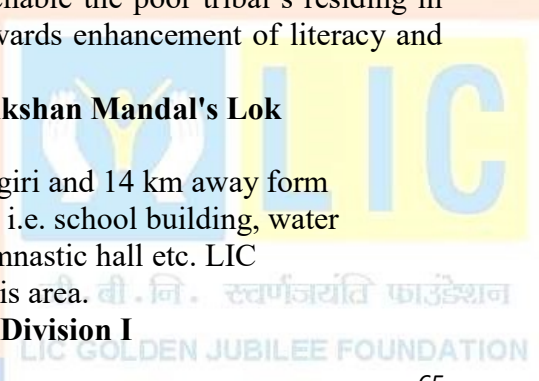 enable the poor tribal's residing in
wards enhancement of literacy and
kshan Mandal's Lok
giri and 14 km away form
i.e. school building, water
mnastic hall etc. LIC
is area.
Division I
LIC
बी.नि. स्वर्णजयंति फाउंडेशन
LIC GOLDEN JUBILEE FOUNDATION
65